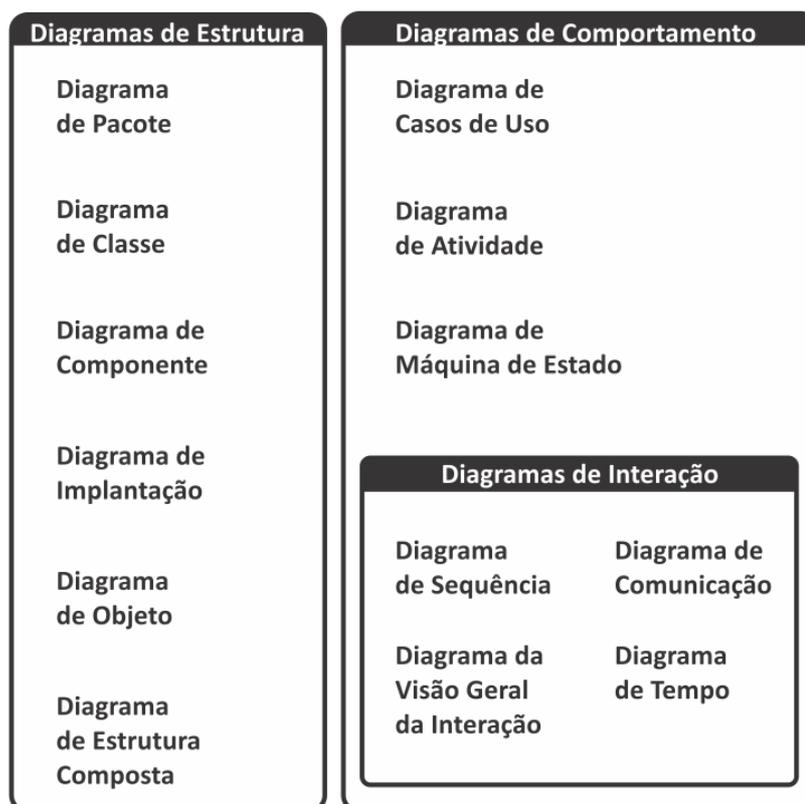 Diagramas de Estrutura
Diagrama
de Pacote
Diagrama
de Classe
Diagrama de
Componente
Diagrama de
Implantação
Diagrama
de Objeto
Diagrama
de Estrutura
Composta
Diagramas de Comportamento
Diagrama de
Casos de Uso
Diagrama
de Atividade
Diagrama de
Máquina de Estado
Diagramas de Interação
Diagrama
de Sequência
Diagrama de
Comunicação
Diagrama da
Visão Geral
da Interação
Diagrama
de Tempo